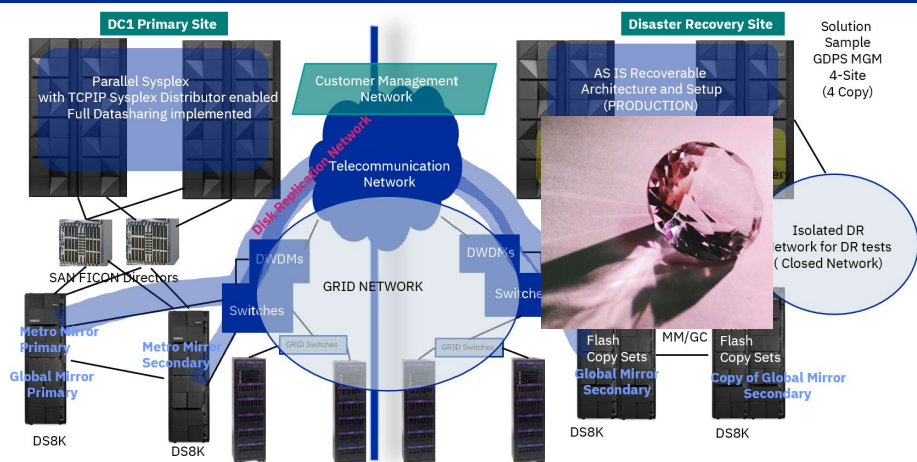 DC1 Primary Site
Disaster Recovery Site
Solution
Sample
GDPS MGM
4-Site
(4 Copy)
Parallel Sysplex
with TCPIP Sysplex Distributor enabled
Full Datasharing implemented
Customer Management
Network
AS IS Recoverable
Architecture and Setup
(PRODUCTION)
Disk Replication Network
Telecommunication
Network
Isolated DR
for DR tests
( Closed Network)
SAN FICON Directors
DWDMs
DWDMs
GRID NETWORK
Switches
Switches
GRID Switches
GRID Switches
Metro Mirror
Primary
Global Mirror
Primary
Metro Mirror
Secondary
DS8K
DS8K
Flash
Copy Sets
Global Mirror
Secondary
MM/GC
Flash
Copy Sets
Copy of Global Mirror
Secondary
DS8K
DS8K